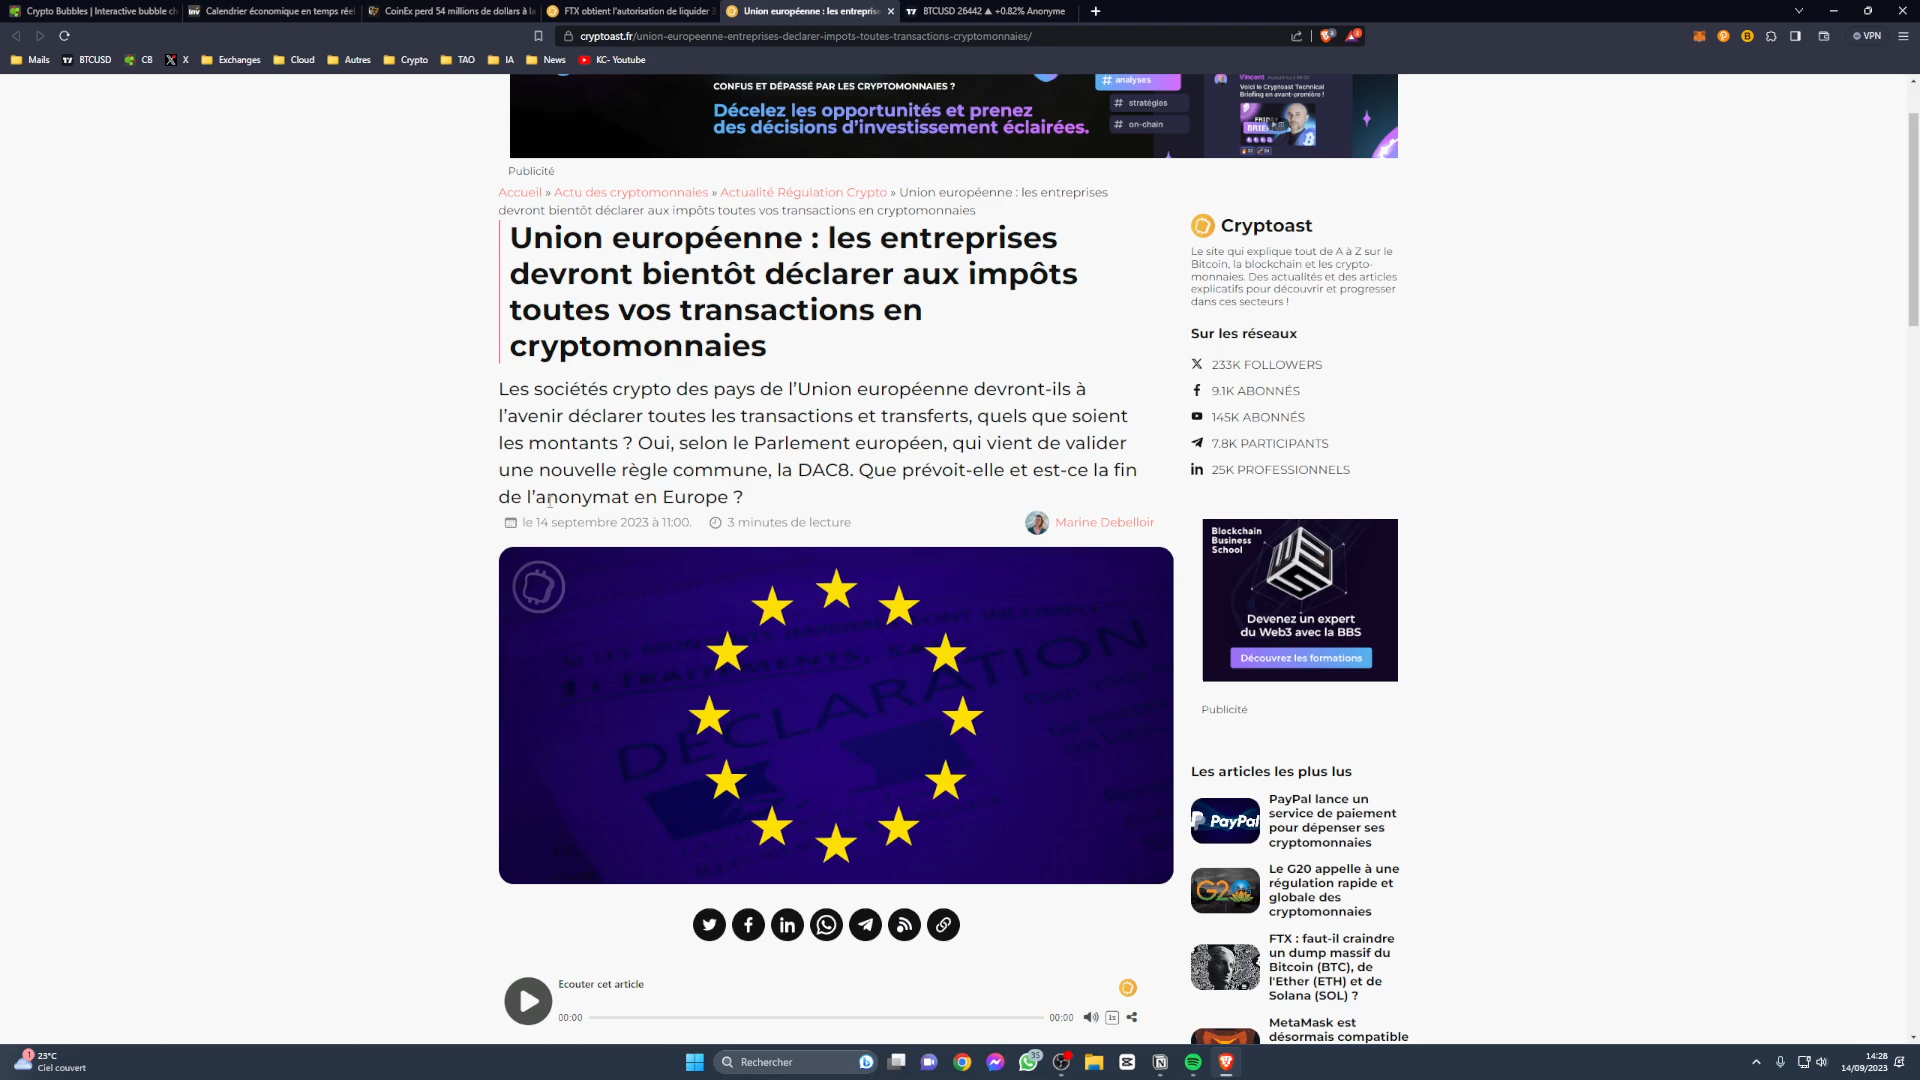 Crypto Bubbles | Interactive bubble ch
Calendrier économique en temps rée
CoinEx perd 54 millions de dollars à la
FTX obtient l'autorisation de liquider
Union européenne : les entrepris
BTCUSD 26442 ▲ +0.82% Anonyme
cryptoast.fr/union-europeenne-entreprises-declarer-impots-toutes-transactions-cryptomonnaies/
VPN
Mails
BTCUSD
CB
X
Exchanges
Cloud
Autres
Crypto
TAO
IA
News
KC- Youtube
CONFUS ET DÉPASSÉ PAR LES CRYPTOMONNAIES ?
Décelez les opportunités et prenez
des décisions d'investissement éclairées.
# analyses
# stratégies
# on-chain
Vincent
Voici le Cryptoast Technical
Briefing en avant-première !
Publicité
Accueil » Actu des cryptomonnaies » Actualité Régulation Crypto » Union européenne : les entreprises
devront bientôt déclarer aux impôts toutes vos transactions en cryptomonnaies
Union européenne : les entreprises
devront bientôt déclarer aux impôts
toutes vos transactions en
cryptomonnaies
Les sociétés crypto des pays de l'Union européenne devront-ils à
l'avenir déclarer toutes les transactions et transferts, quels que soient
les montants ? Oui, selon le Parlement européen, qui vient de valider
une nouvelle règle commune, la DAC8. Que prévoit-elle et est-ce la fin
de l'anonymat en Europe ?
le 14 septembre 2023 à 11:00.
3 minutes de lecture
Marine Debelloir
DÉCLARATION
Ecouter cet article
00:00
00:00
1x
Cryptoast
Le site qui explique tout de A à Z sur le
Bitcoin, la blockchain et les crypto-
monnaies. Des actualités et des articles
explicatifs pour découvrir et progresser
dans ces secteurs !
Sur les réseaux
233K FOLLOWERS
9.1K ABONNÉS
145K ABONNÉS
7.8K PARTICIPANTS
25K PROFESSIONNELS
Blockchain
Business
School
Devenez un expert
du Web3 avec la BBS
Découvrez les formations
Publicité
Les articles les plus lus
PayPal
PayPal lance un
service de paiement
pour dépenser ses
cryptomonnaies
G20
Le G20 appelle à une
régulation rapide et
globale des
cryptomonnaies
FTX : faut-il craindre
un dump massif du
Bitcoin (BTC), de
l'Ether (ETH) et de
Solana (SOL) ?
MetaMask est
désormais compatible
1
23°C
Ciel couvert
Rechercher
35
14:28
14/09/2023